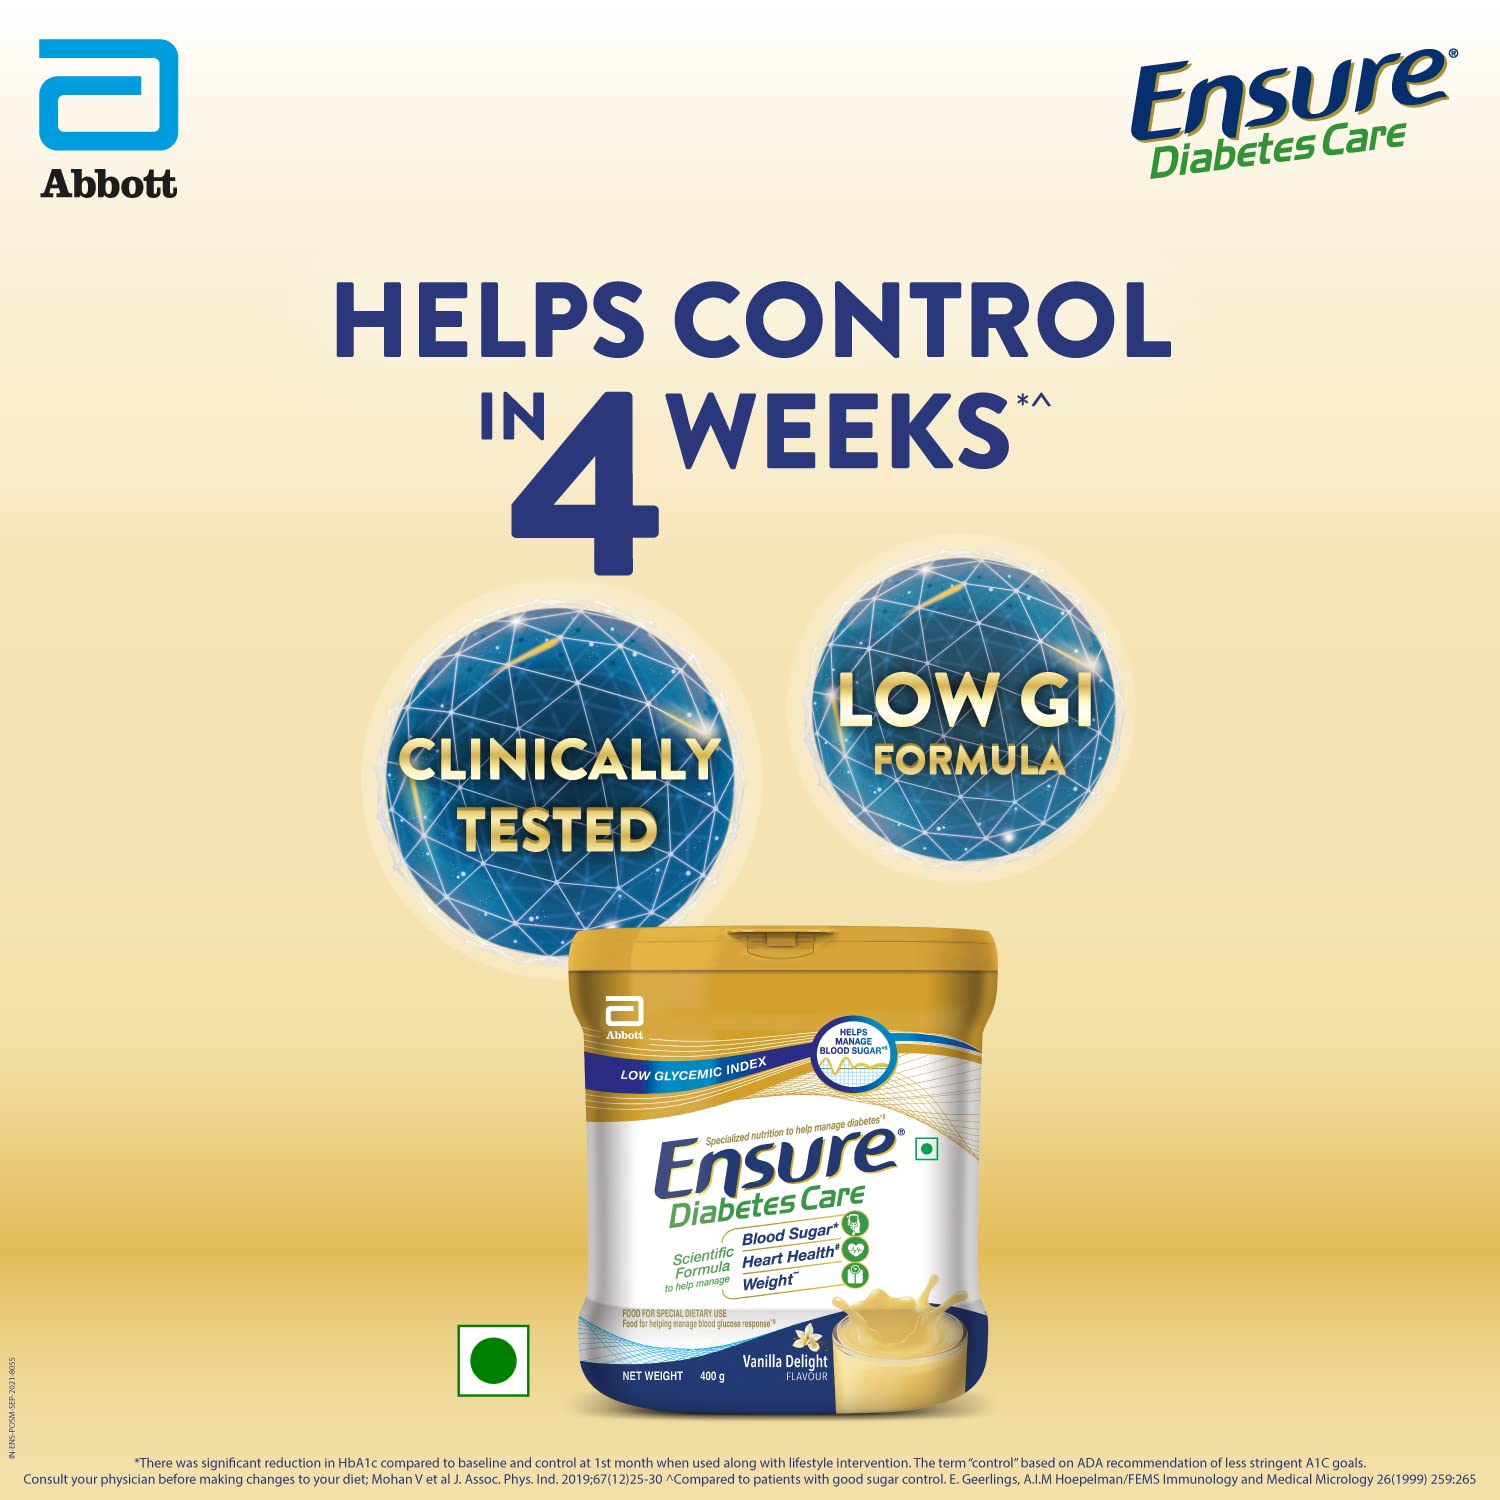 Abbott
Ensure®
Diabetes Care
HELPS CONTROL
IN 4 WEEKS*^
CLINICALLY
TESTED
LOW GI
FORMULA
Abbott
LOW GLYCEMIC INDEX
HELPS
MANAGE
BLOOD SUGAR*§
Specialized nutrition to help manage diabetes*§
Ensure®
Diabetes Care
Scientific
Formula
to help manage
Blood Sugar*
Heart Health#
Weight~
FOOD FOR SPECIAL DIETARY USE
Food for helping manage blood glucose response*§
Vanilla Delight
FLAVOUR
NET WEIGHT 400 g
IN-ENS-POSM-SEP-2021-8055
*There was significant reduction in HbA1c compared to baseline and control at 1st month when used along with lifestyle intervention. The term “control” based on ADA recommendation of less stringent A1C goals.
Consult your physician before making changes to your diet; Mohan V et al J. Assoc. Phys. Ind. 2019;67(12)25-30 ^Compared to patients with good sugar control. E. Geerlings, A.I.M Hoepelman/FEMS Immunology and Medical Micrology 26(1999) 259:265